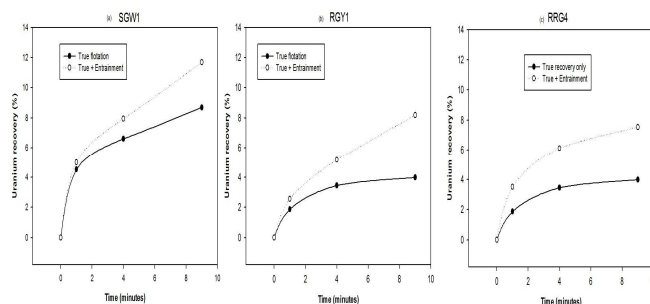 (a) SGW1
14
12
10
8
6
4
2
0
Uranium recovery (%)
True flotation
True + Entrainment
0 2 4 6 8 10
Time (minutes)
(b) RGY1
14
12
10
8
6
4
2
0
Uranium recovery (%)
True flotation
True + Entrainment
0 2 4 6 8 10
Time (minutes)
(c) RRG4
14
12
10
8
6
4
2
0
Uranium recovery (%)
True recovery only
True + Entrainment
0 2 4 6 8
Time (minutes)